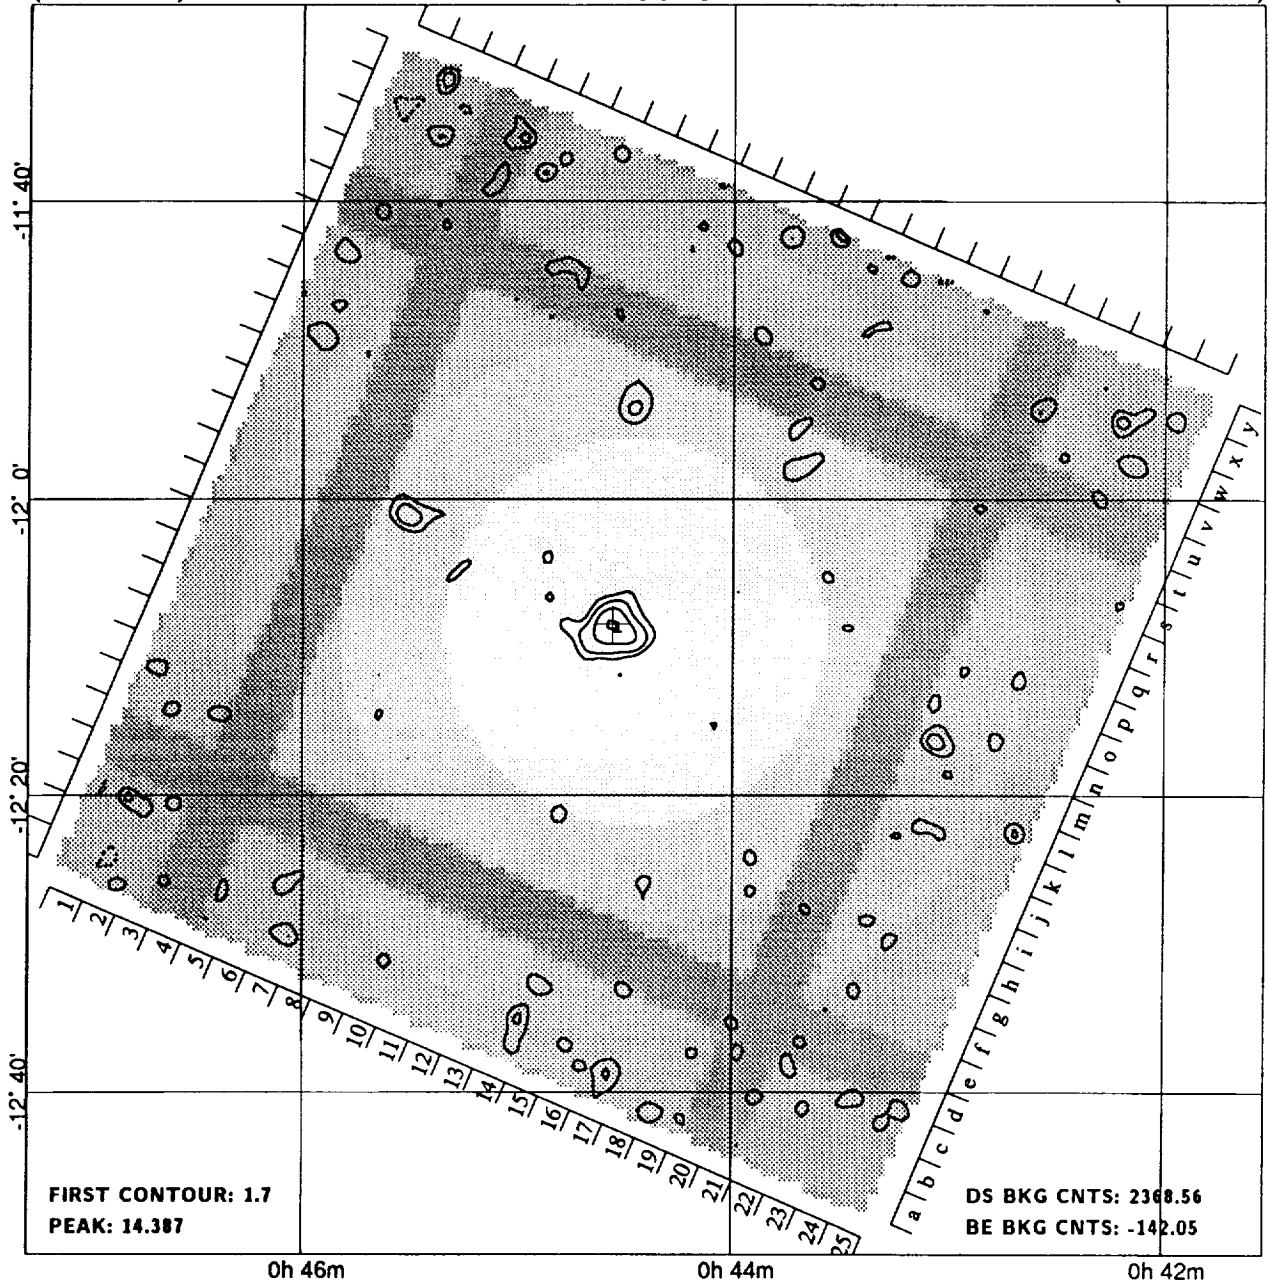 -11° 40'
-12° 0'
-12° 20'
-12° 40'
y
x
w
v
u
t
s
r
q
p
o
n
m
l
k
j
i
h
g
f
e
d
c
b
a
1
2
3
4
5
6
7
8
9
10
11
12
13
14
15
16
17
18
19
20
21
22
23
24
25
FIRST CONTOUR: 1.7
PEAK: 14.387
DS BKG CNTS: 2368.56
BE BKG CNTS: -142.05
0h 46m
0h 44m
0h 42m